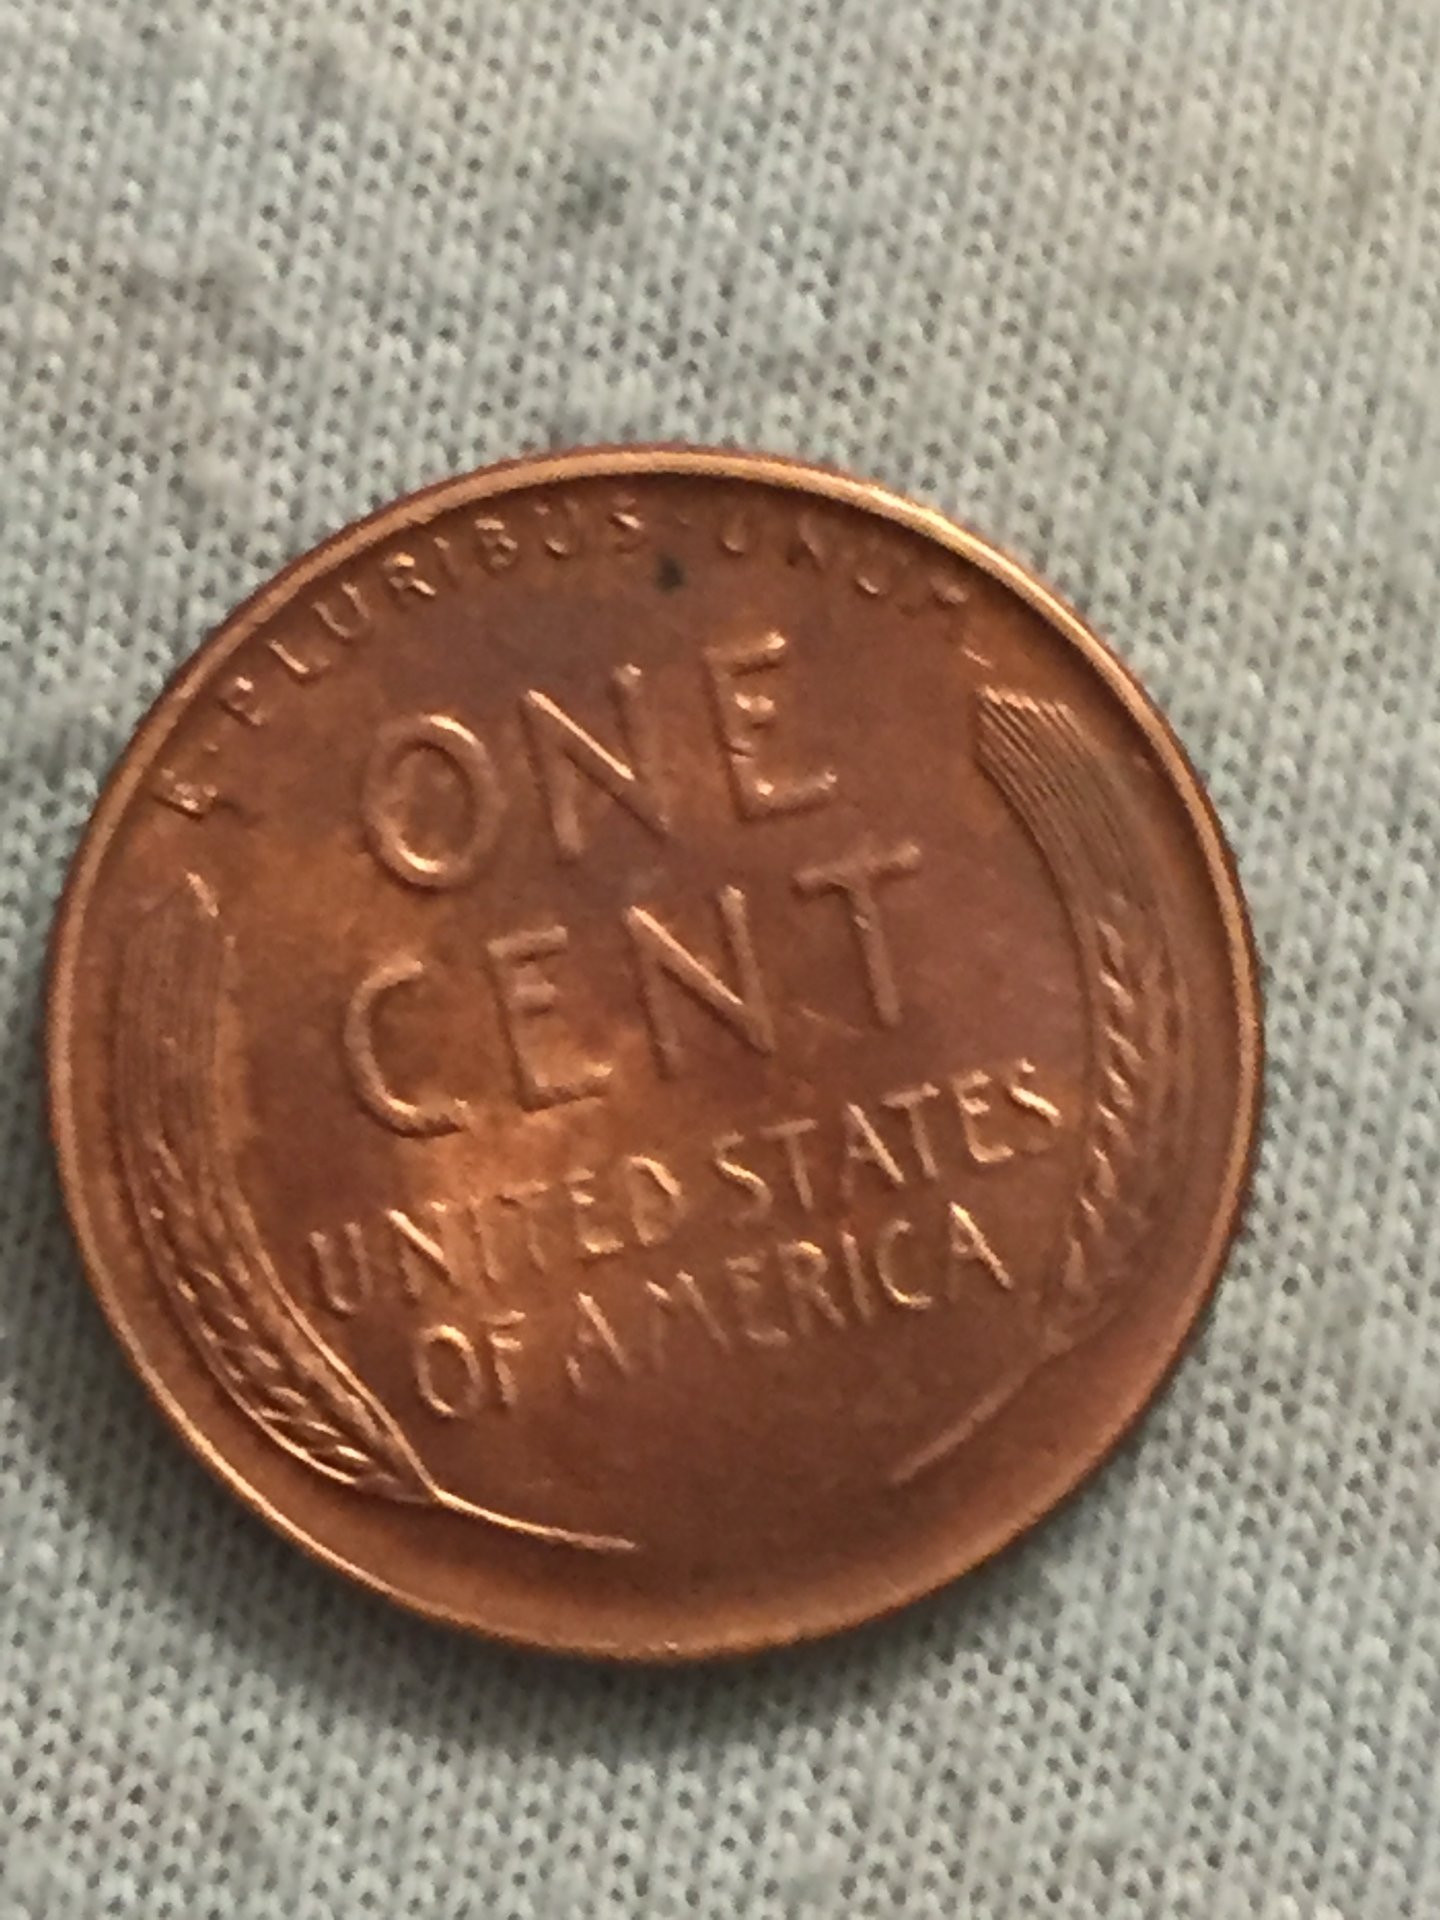 E·PLURIBUS·UNUM
ONE
CENT
UNITED STATES
OF AMERICA